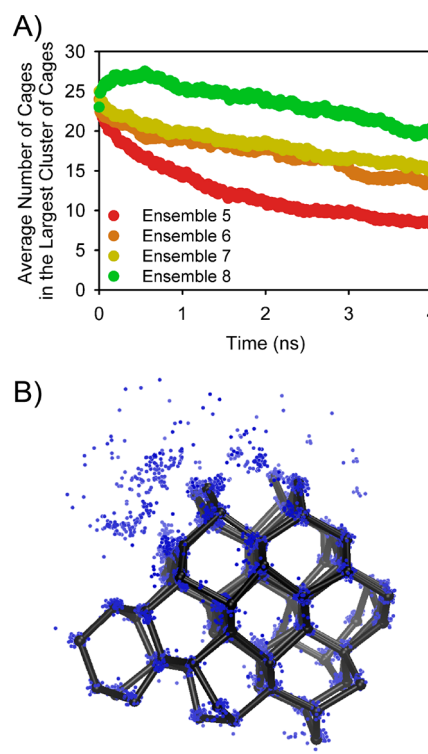 A)
Average Number of Cages
in the Largest Cluster of Cages
30
25
20
15
10
5
0
Ensemble 5
Ensemble 6
Ensemble 7
Ensemble 8
0 1 2 3 4
Time (ns)
B)